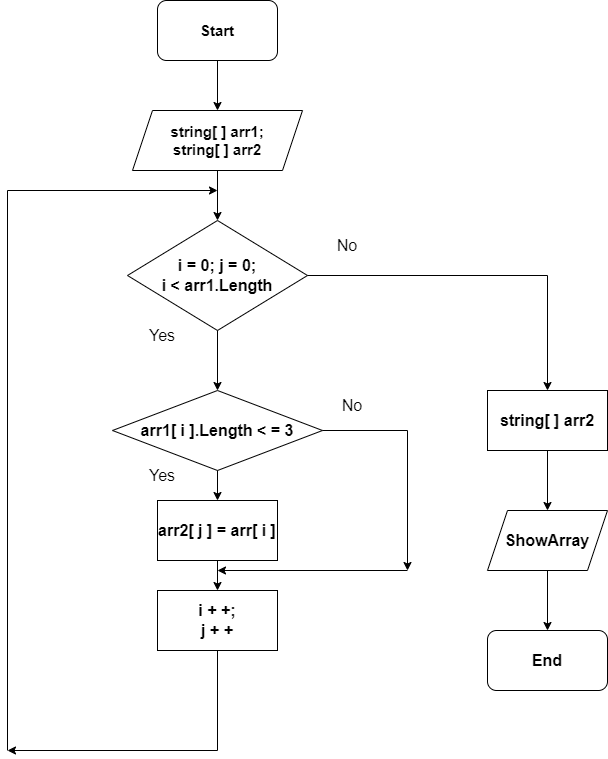 Start
string[ ] arr1;
string[ ] arr2
No
i = 0; j = 0;
i < arr1.Length
Yes
No
arr1[ i ].Length < = 3
string[ ] arr2
Yes
arr2[ j ] = arr[ i ]
ShowArray
i + +;
j + +
End